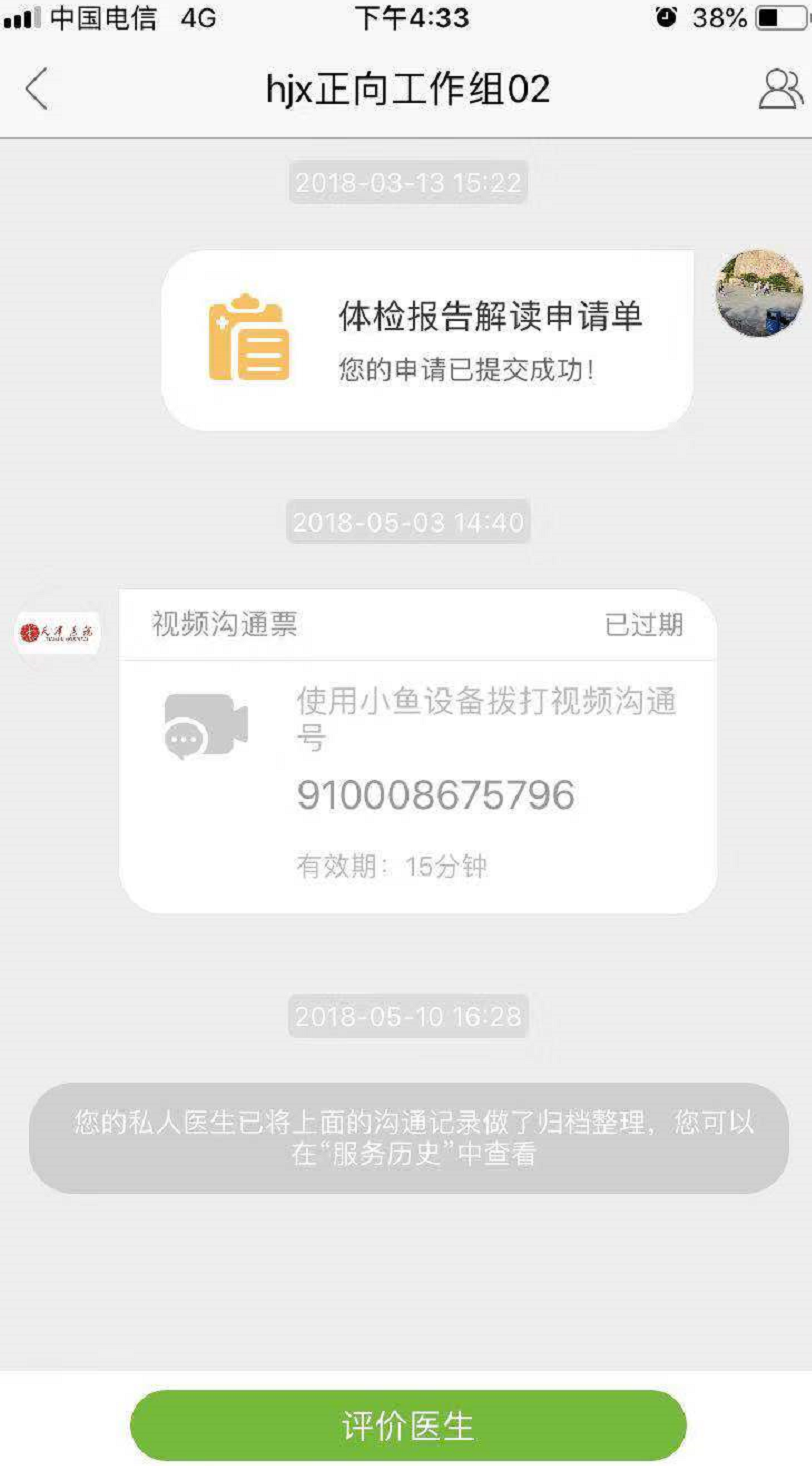 中国电信 4G 下午4:33 38%
hjx正向工作组02
2018-03-13 15:22
体检报告解读申请单
您的申请已提交成功!
2018-05-03 14:40
视频沟通票 已过期
使用小鱼设备拨打视频沟通
号
910008675796
有效期: 15分钟
2018-05-10 16:28
您的私人医生已将上面的沟通记录做了归档整理, 您可以
在“服务历史”中查看
评价医生